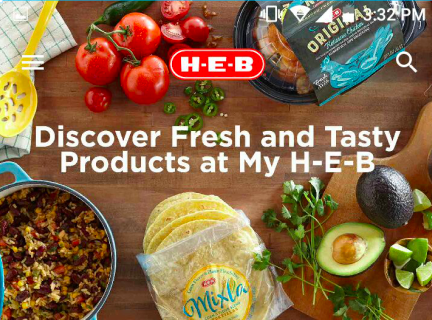 3:32 PM
ORIGINAL
H-E-B
Discover Fresh and Tasty
Products at My H-E-B
Mixla